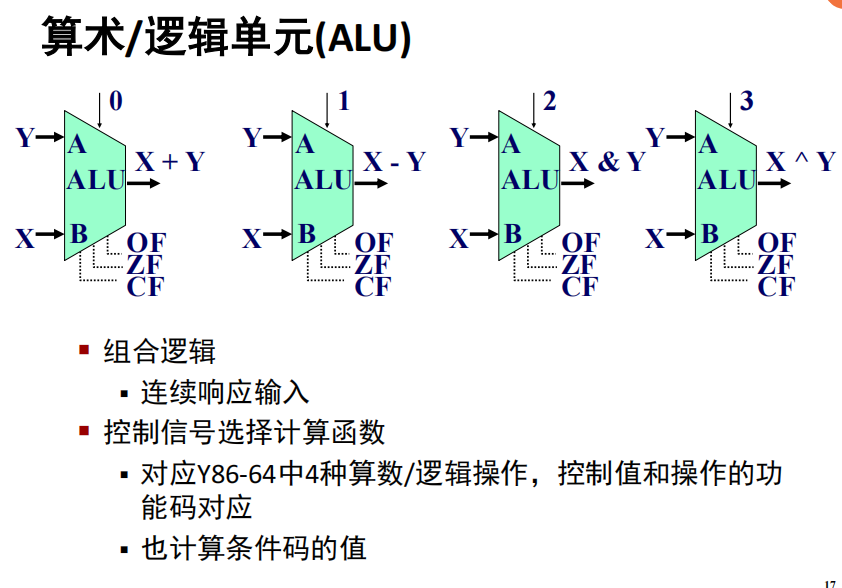 算术/逻辑单元(ALU)
0 1 2 3
Y A Y A Y A Y A
ALU X + Y ALU X - Y ALU X & Y ALU X ^ Y
X B X B X B X B
OF OF OF OF
ZF ZF ZF ZF
CF CF CF CF
▪ 组合逻辑
▪ 连续响应输入
▪ 控制信号选择计算函数
▪ 对应Y86-64中4种算数/逻辑操作，控制值和操作的功
能码对应
▪ 也计算条件码的值
17